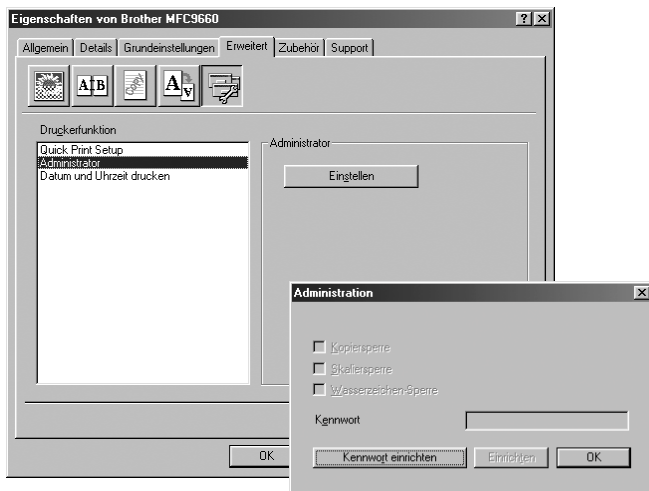 Eigenschaften von Brother MFC9660
Allgemein Details Grundeinstellungen Erweitert Zubehör Support
A B
Copy
A A
Druckerfunktion
Quick Print Setup
Administrator
Datum und Uhrzeit drucken
Administrator
Einstellen
OK
Administration
Kopiersperre
Skaliersperre
Wasserzeichen-Sperre
Kennwort
Kennwort einrichten Einrichten OK